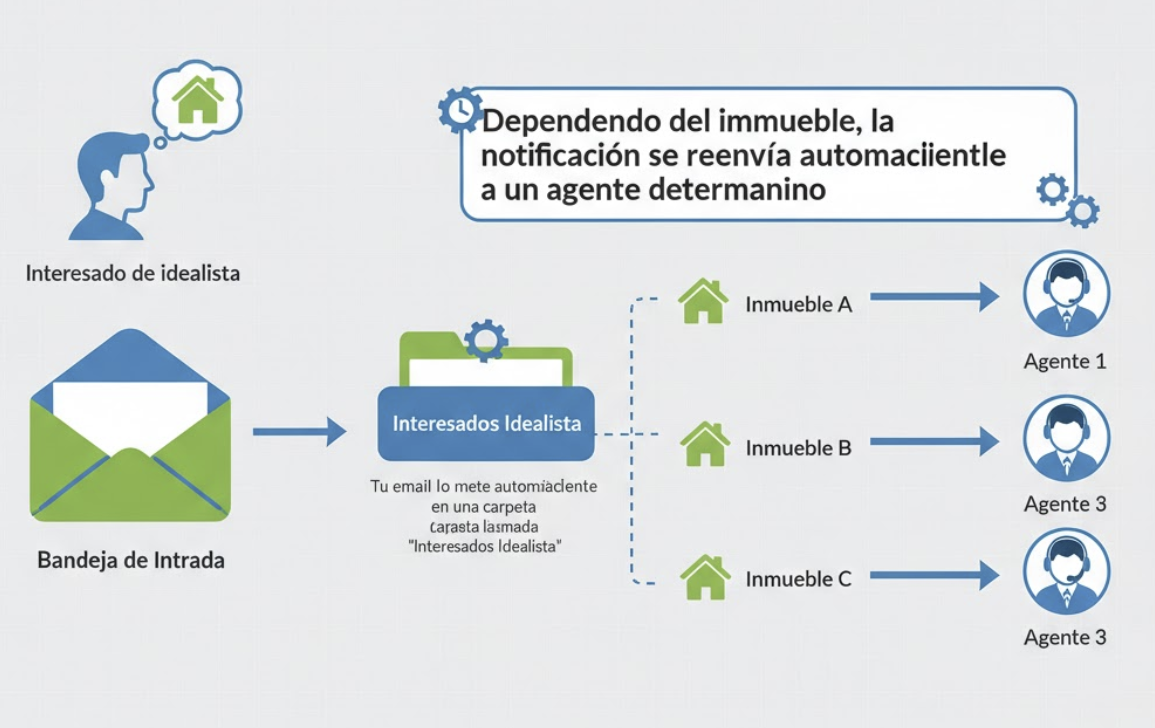 Dependendo del immueble, la
notificación se reenvía automaciientle
a un agente determanino
Interesado de idealista
Bandeja de Intrada
Interesados Idealista
Tu email lo mete automiaclente
en una carpeta
carasta lasmada
"Interesados Idealista"
Inmueble A
Agente 1
Inmueble B
Agente 3
Inmueble C
Agente 3